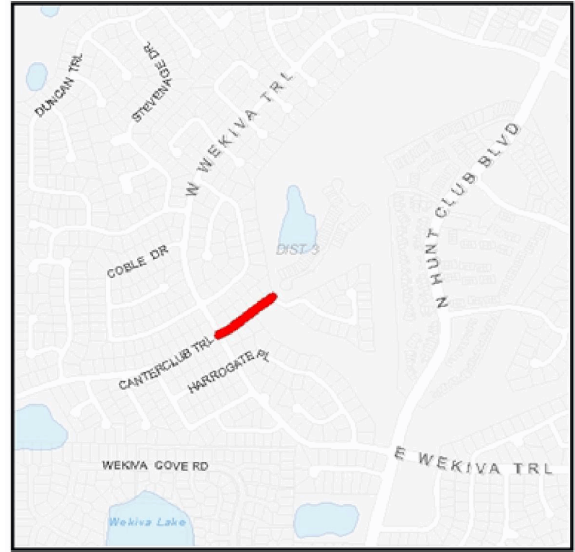 DUNCAN TRL
STEVENAGE DR
W WEKIVA TRL
N HUNT CLUB BLVD
DIST 3
COBLE DR
CANTERCLUB TRL
HARROGATE PL
E WEKIVA TRL
WEKIVA COVE RD
Wekiva Lake